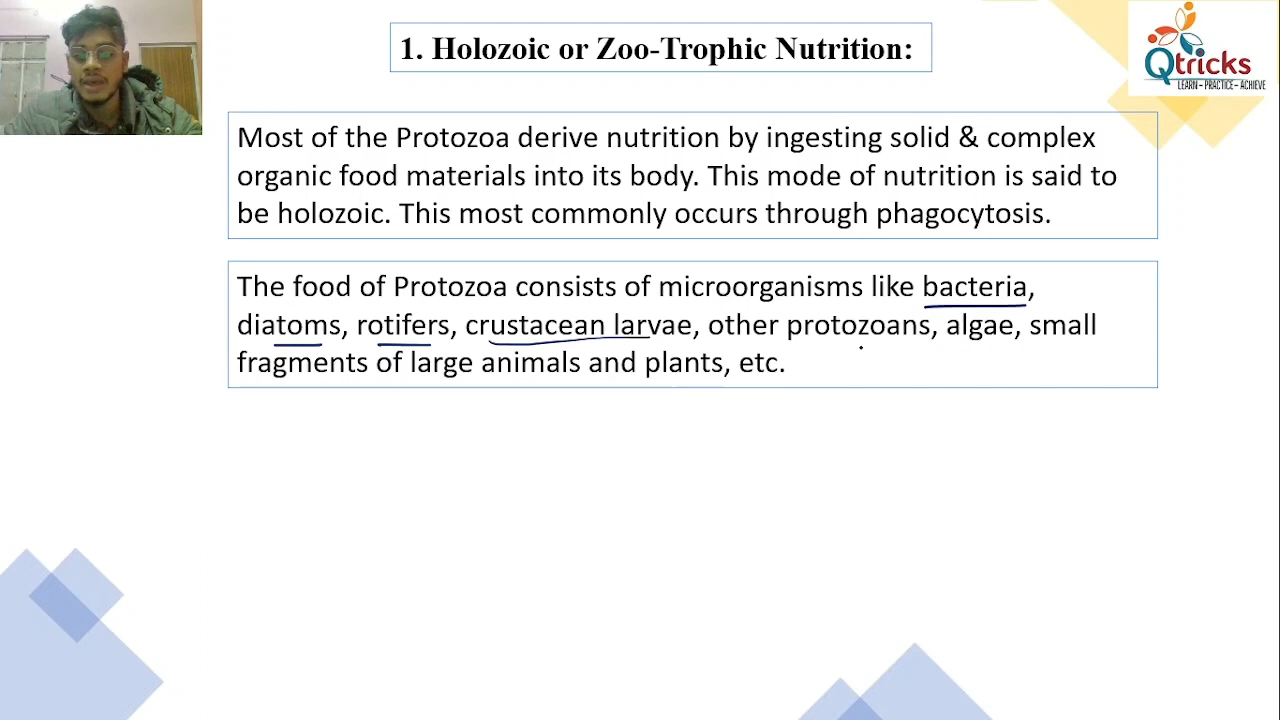 1. Holozoic or Zoo-Trophic Nutrition:
Qtricks
LEARN – PRACTICE – ACHIEVE
Most of the Protozoa derive nutrition by ingesting solid & complex
organic food materials into its body. This mode of nutrition is said to
be holozoic. This most commonly occurs through phagocytosis.
The food of Protozoa consists of microorganisms like bacteria,
diatoms, rotifers, crustacean larvae, other protozoans, algae, small
fragments of large animals and plants, etc.